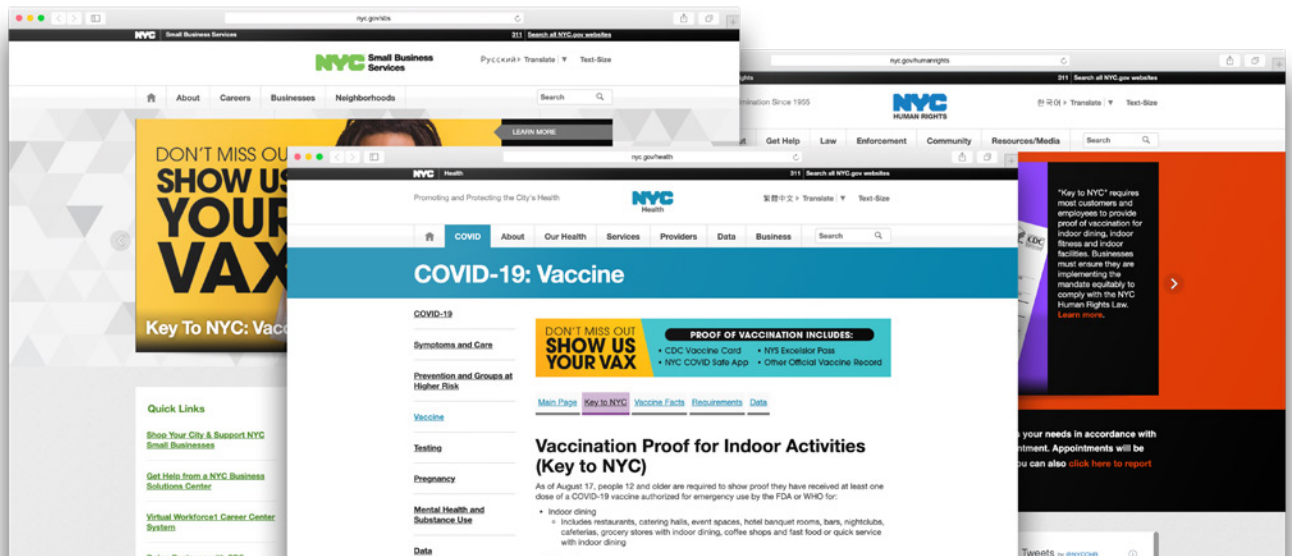 nyc.gov/sbs
NYC Small Business Services
311 Search all NYC.gov websites
NYC Small Business
Services
Русский ▸ Translate ▼ Text-Size
About Careers Businesses Neighborhoods Search
LEARN MORE
DON'T MISS OU
SHOW US
YOUR
VAX
Key To NYC: Vacc
Quick Links
Shop Your City & Support NYC
Small Businesses
Get Help from a NYC Business
Solutions Center
Virtual Workforce1 Career Center
System
nyc.gov/humanrights
ights
311 Search all NYC.gov websites
mination Since 1955
NYC
HUMAN RIGHTS
한국어 ▸ Translate ▼ Text-Size
ut Get Help Law Enforcement Community Resources/Media Search
CDC
"Key to NYC" requires
most customers and
employees to provide
proof of vaccination for
indoor dining, indoor
fitness and indoor
facilities. Businesses
must ensure they are
implementing the
mandate equitably to
comply with the NYC
Human Rights Law.
Learn more.
your needs in accordance with
ntment. Appointments will be
ou can also click here to report
Tweets by @NYCCHR
nyc.gov/health
NYC Health
311 Search all NYC.gov websites
Promoting and Protecting the City's Health
NYC
Health
繁體中文 ▸ Translate ▼ Text-Size
COVID About Our Health Services Providers Data Business Search
COVID-19: Vaccine
COVID-19
Symptoms and Care
Prevention and Groups at
Higher Risk
Vaccine
Testing
Pregnancy
Mental Health and
Substance Use
Data
DON'T MISS OUT
SHOW US
YOUR VAX
PROOF OF VACCINATION INCLUDES:
• CDC Vaccine Card • NYS Excelsior Pass
• NYC COVID Safe App • Other Official Vaccine Record
Main Page Key to NYC Vaccine Facts Requirements Data
Vaccination Proof for Indoor Activities
(Key to NYC)
As of August 17, people 12 and older are required to show proof they have received at least one
dose of a COVID-19 vaccine authorized for emergency use by the FDA or WHO for:
• Indoor dining
Includes restaurants, catering halls, event spaces, hotel banquet rooms, bars, nightclubs,
cafeterias, grocery stores with indoor dining, coffee shops and fast food or quick service
with indoor dining